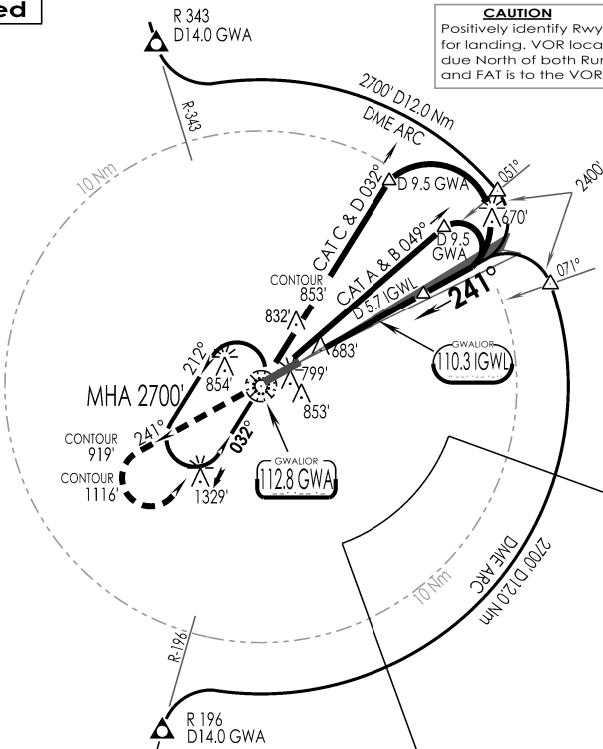 ed
R 343
D14.0 GWA
CAUTION
Positively identify Rwy
for landing. VOR loca
due North of both Run
and FAT is to the VOR
2700' D12.0 Nm
DME ARC
R-343
10 Nm
CAT C & D 032°
D 9.5 GWA
051°
2400'
670'
CAT A & B 049°
D 9.5
GWA
071°
CONTOUR
853'
D 5.7 IGWL
241°
832'
683'
GWALIOR
110.3 IGWL
212°
854'
799'
853'
MHA 2700'
241°
032°
CONTOUR
919'
CONTOUR
1116'
1329'
GWALIOR
112.8 GWA
2700' D12.0 Nm
DME ARC
10 Nm
R-196
R 196
D14.0 GWA